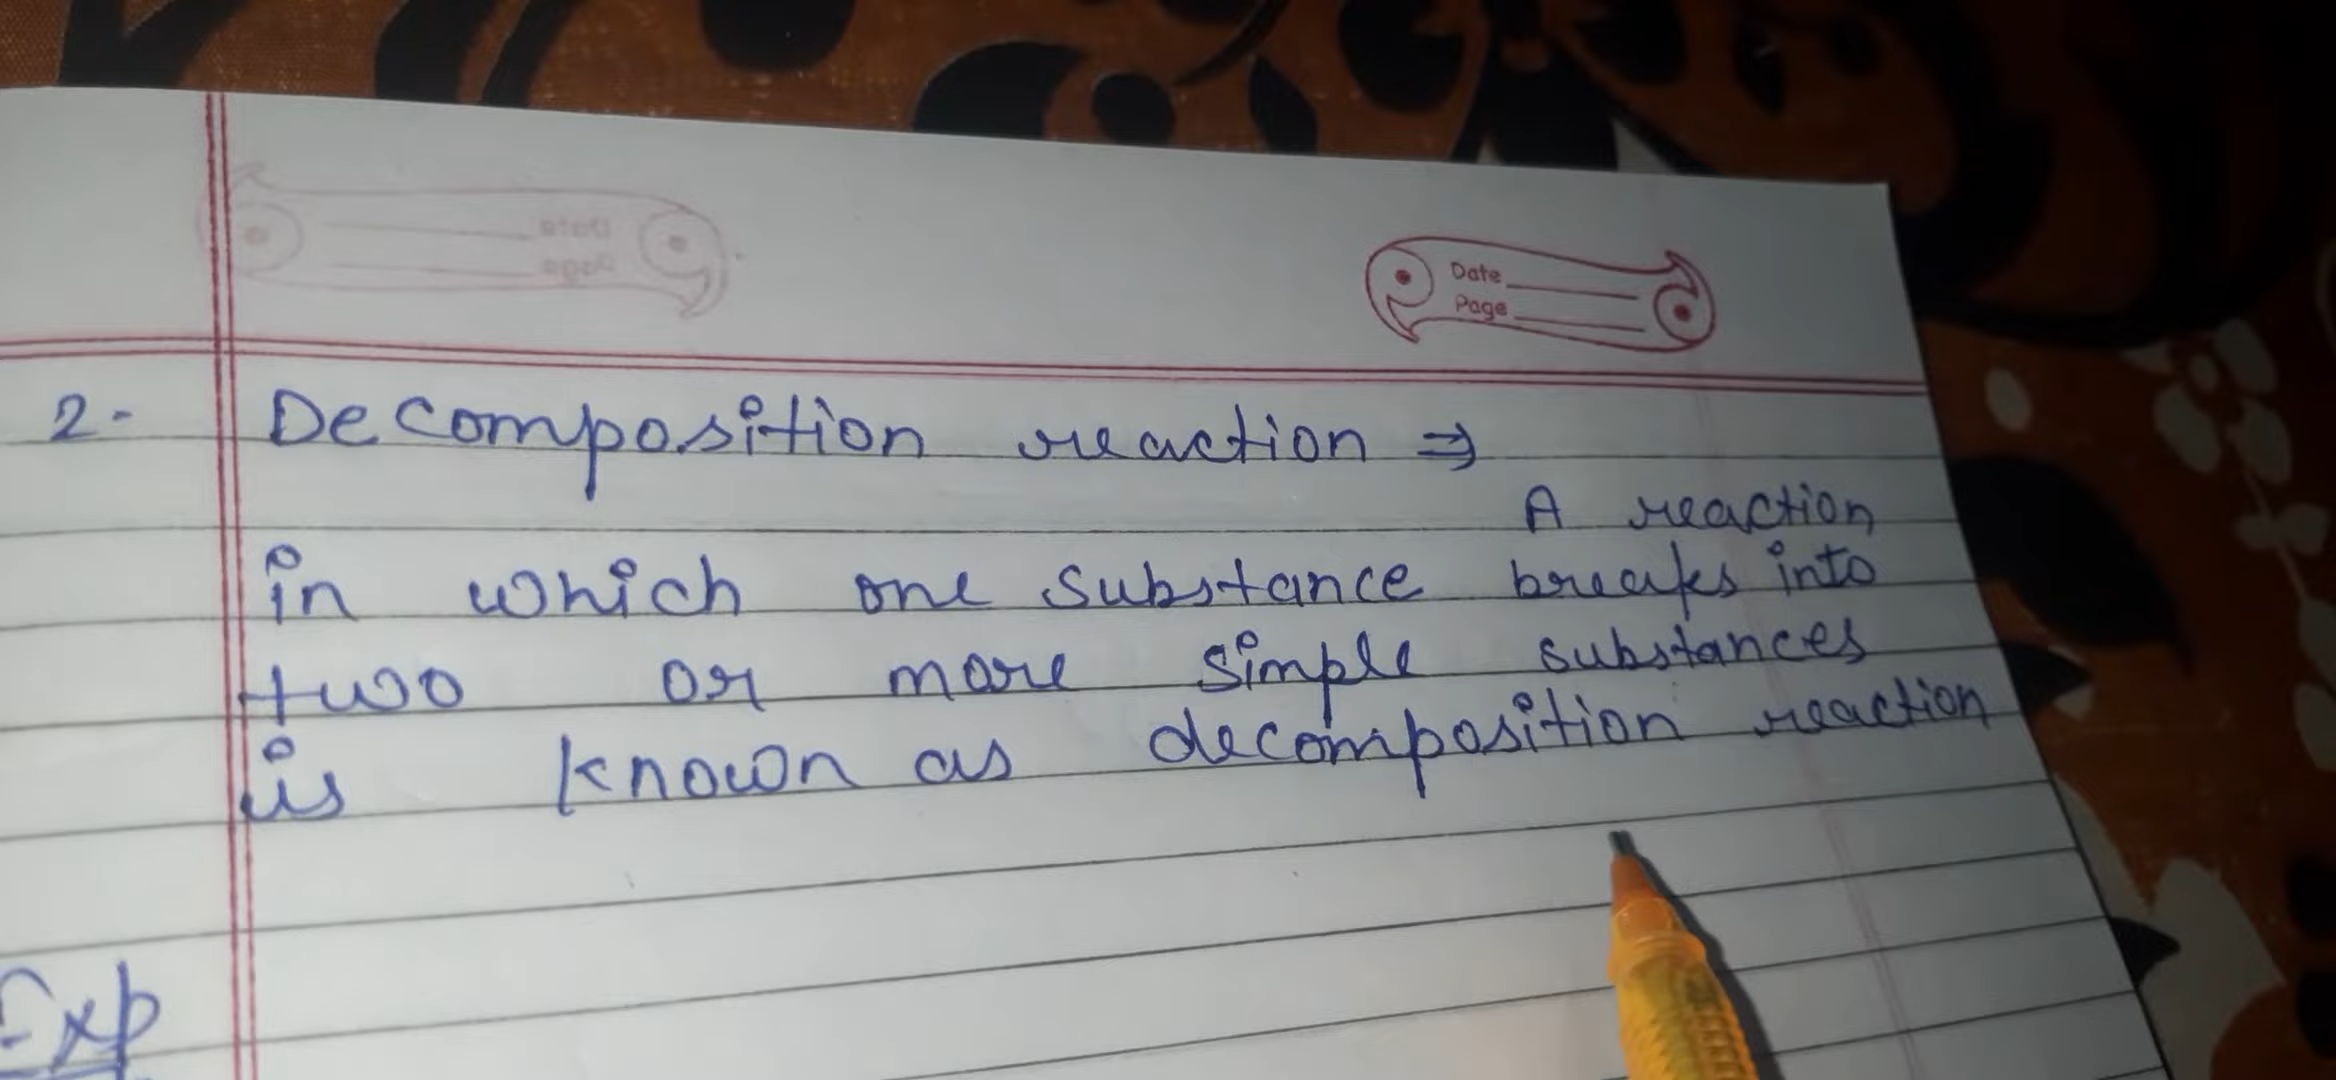 Date
Page
2- Decomposition reaction ⇒
A reaction
in which one substance breaks into
two or more simple substances
is known as decomposition reaction
Exp